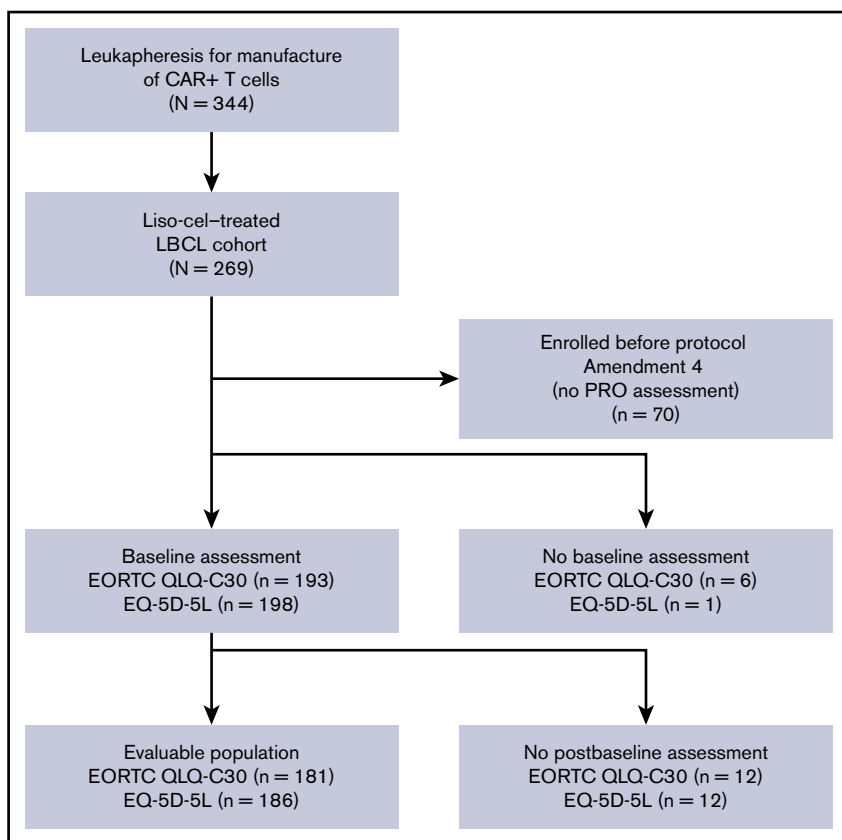 Leukapheresis for manufacture
of CAR+ T cells
(N = 344)
Liso-cel–treated
LBCL cohort
(N = 269)
Enrolled before protocol
Amendment 4
(no PRO assessment)
(n = 70)
Baseline assessment
EORTC QLQ-C30 (n = 193)
EQ-5D-5L (n = 198)
No baseline assessment
EORTC QLQ-C30 (n = 6)
EQ-5D-5L (n = 1)
Evaluable population
EORTC QLQ-C30 (n = 181)
EQ-5D-5L (n = 186)
No postbaseline assessment
EORTC QLQ-C30 (n = 12)
EQ-5D-5L (n = 12)